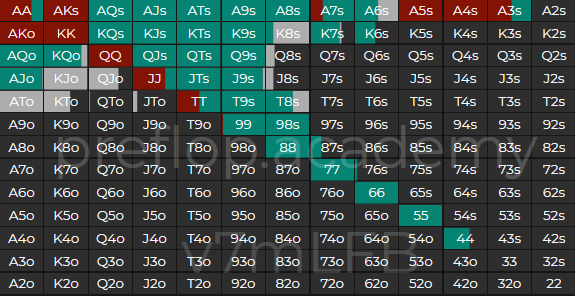 AA AKs AQs AJs ATs A9s A8s A7s A6s A5s A4s A3s A2s
AKo KK KQs KJs KTs K9s K8s K7s K6s K5s K4s K3s K2s
AQo KQo QQ QJs QTs Q9s Q8s Q7s Q6s Q5s Q4s Q3s Q2s
AJo KJo QJo JJ JTs J9s J8s J7s J6s J5s J4s J3s J2s
ATo KTo QTo JTo TT T9s T8s T7s T6s T5s T4s T3s T2s
A9o K9o Q9o J9o T9o 99 98s 97s 96s 95s 94s 93s 92s
A8o K8o Q8o J8o T8o 98o 88 87s 86s 85s 84s 83s 82s
preflop.academy
A7o K7o Q7o J7o T7o 97o 87o 77 76s 75s 74s 73s 72s
A6o K6o Q6o J6o T6o 96o 86o 76o 66 65s 64s 63s 62s
A5o K5o Q5o J5o T5o 95o 85o 75o 65o 55 54s 53s 52s
A4o K4o Q4o J4o T4o 94o 84o 74o 64o 54o 44 43s 42s
v7mLFB
A3o K3o Q3o J3o T3o 93o 83o 73o 63o 53o 43o 33 32s
A2o K2o Q2o J2o T2o 92o 82o 72o 62o 52o 42o 32o 22